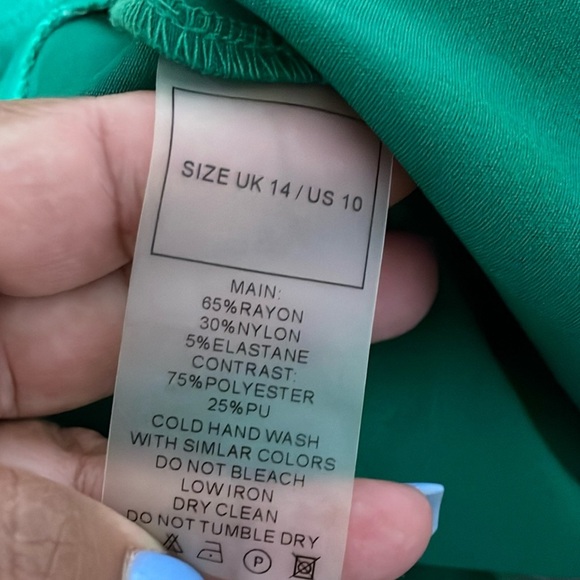 SIZE UK 14 / US 10
MAIN:
65%RAYON
30%NYLON
5%ELASTANE
CONTRAST:
75%POLYESTER
25%PU
COLD HAND WASH
WITH SIMLAR COLORS
DO NOT BLEACH
LOW IRON
DRY CLEAN
DO NOT TUMBLE DRY
P